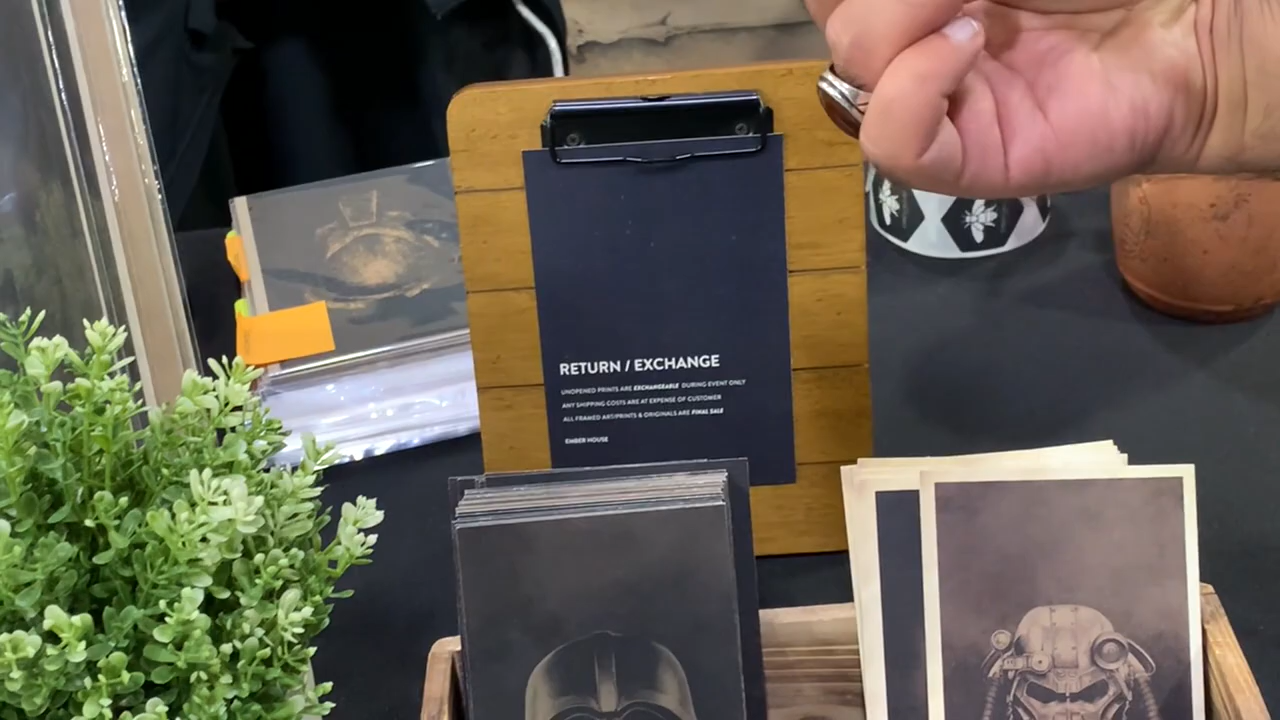 RETURN / EXCHANGE
UNOPENED PRINTS ARE EXCHANGEABLE DURING EVENT ONLY
ANY SHIPPING COSTS ARE AT EXPENSE OF CUSTOMER
ALL FRAMED ART/PRINTS & ORIGINALS ARE FINAL SALE
EMBER HOUSE